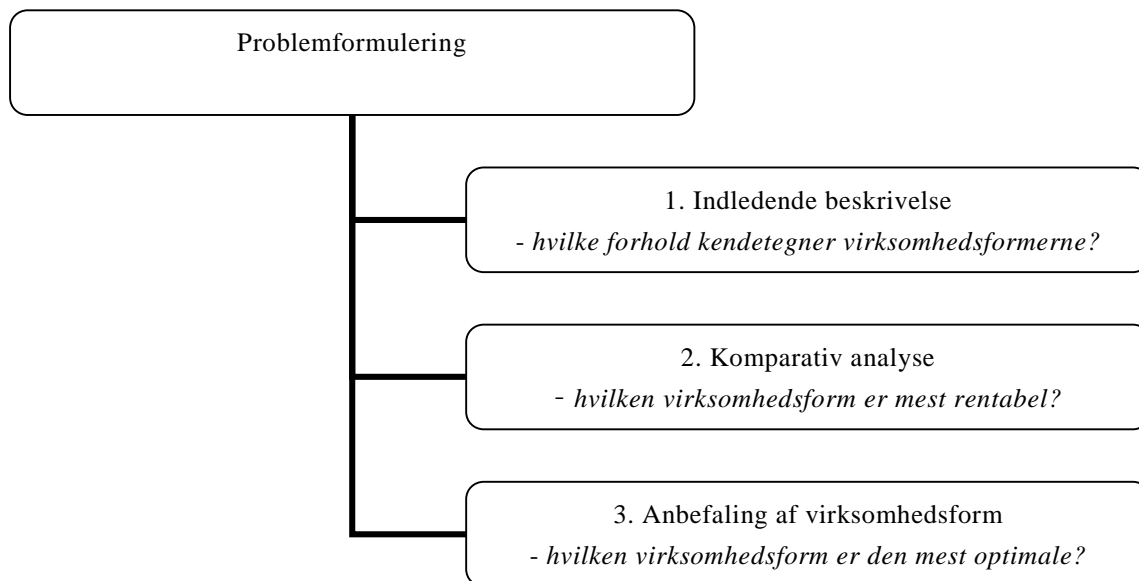 Problemformulering
1. Indledende beskrivelse
- hvilke forhold kendetegner virksomhedsformerne?
2. Komparativ analyse
- hvilken virksomhedsform er mest rentabel?
3. Anbefaling af virksomhedsform
- hvilken virksomhedsform er den mest optimale?